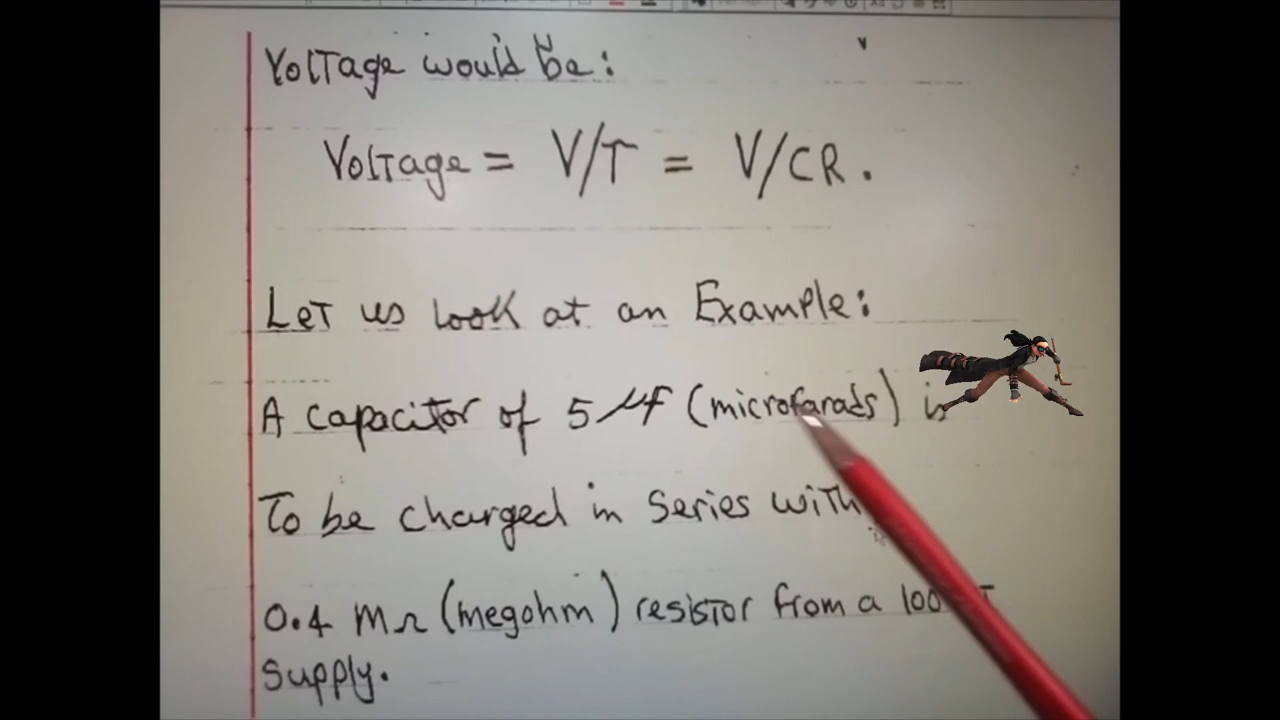 Voltage would be:
Voltage = V/T = V/CR.
Let us look at an Example:
A capacitor of 5 μf (microfarads) is
To be charged in series with
0.4 MΩ (megohm) resistor from a 100
supply.